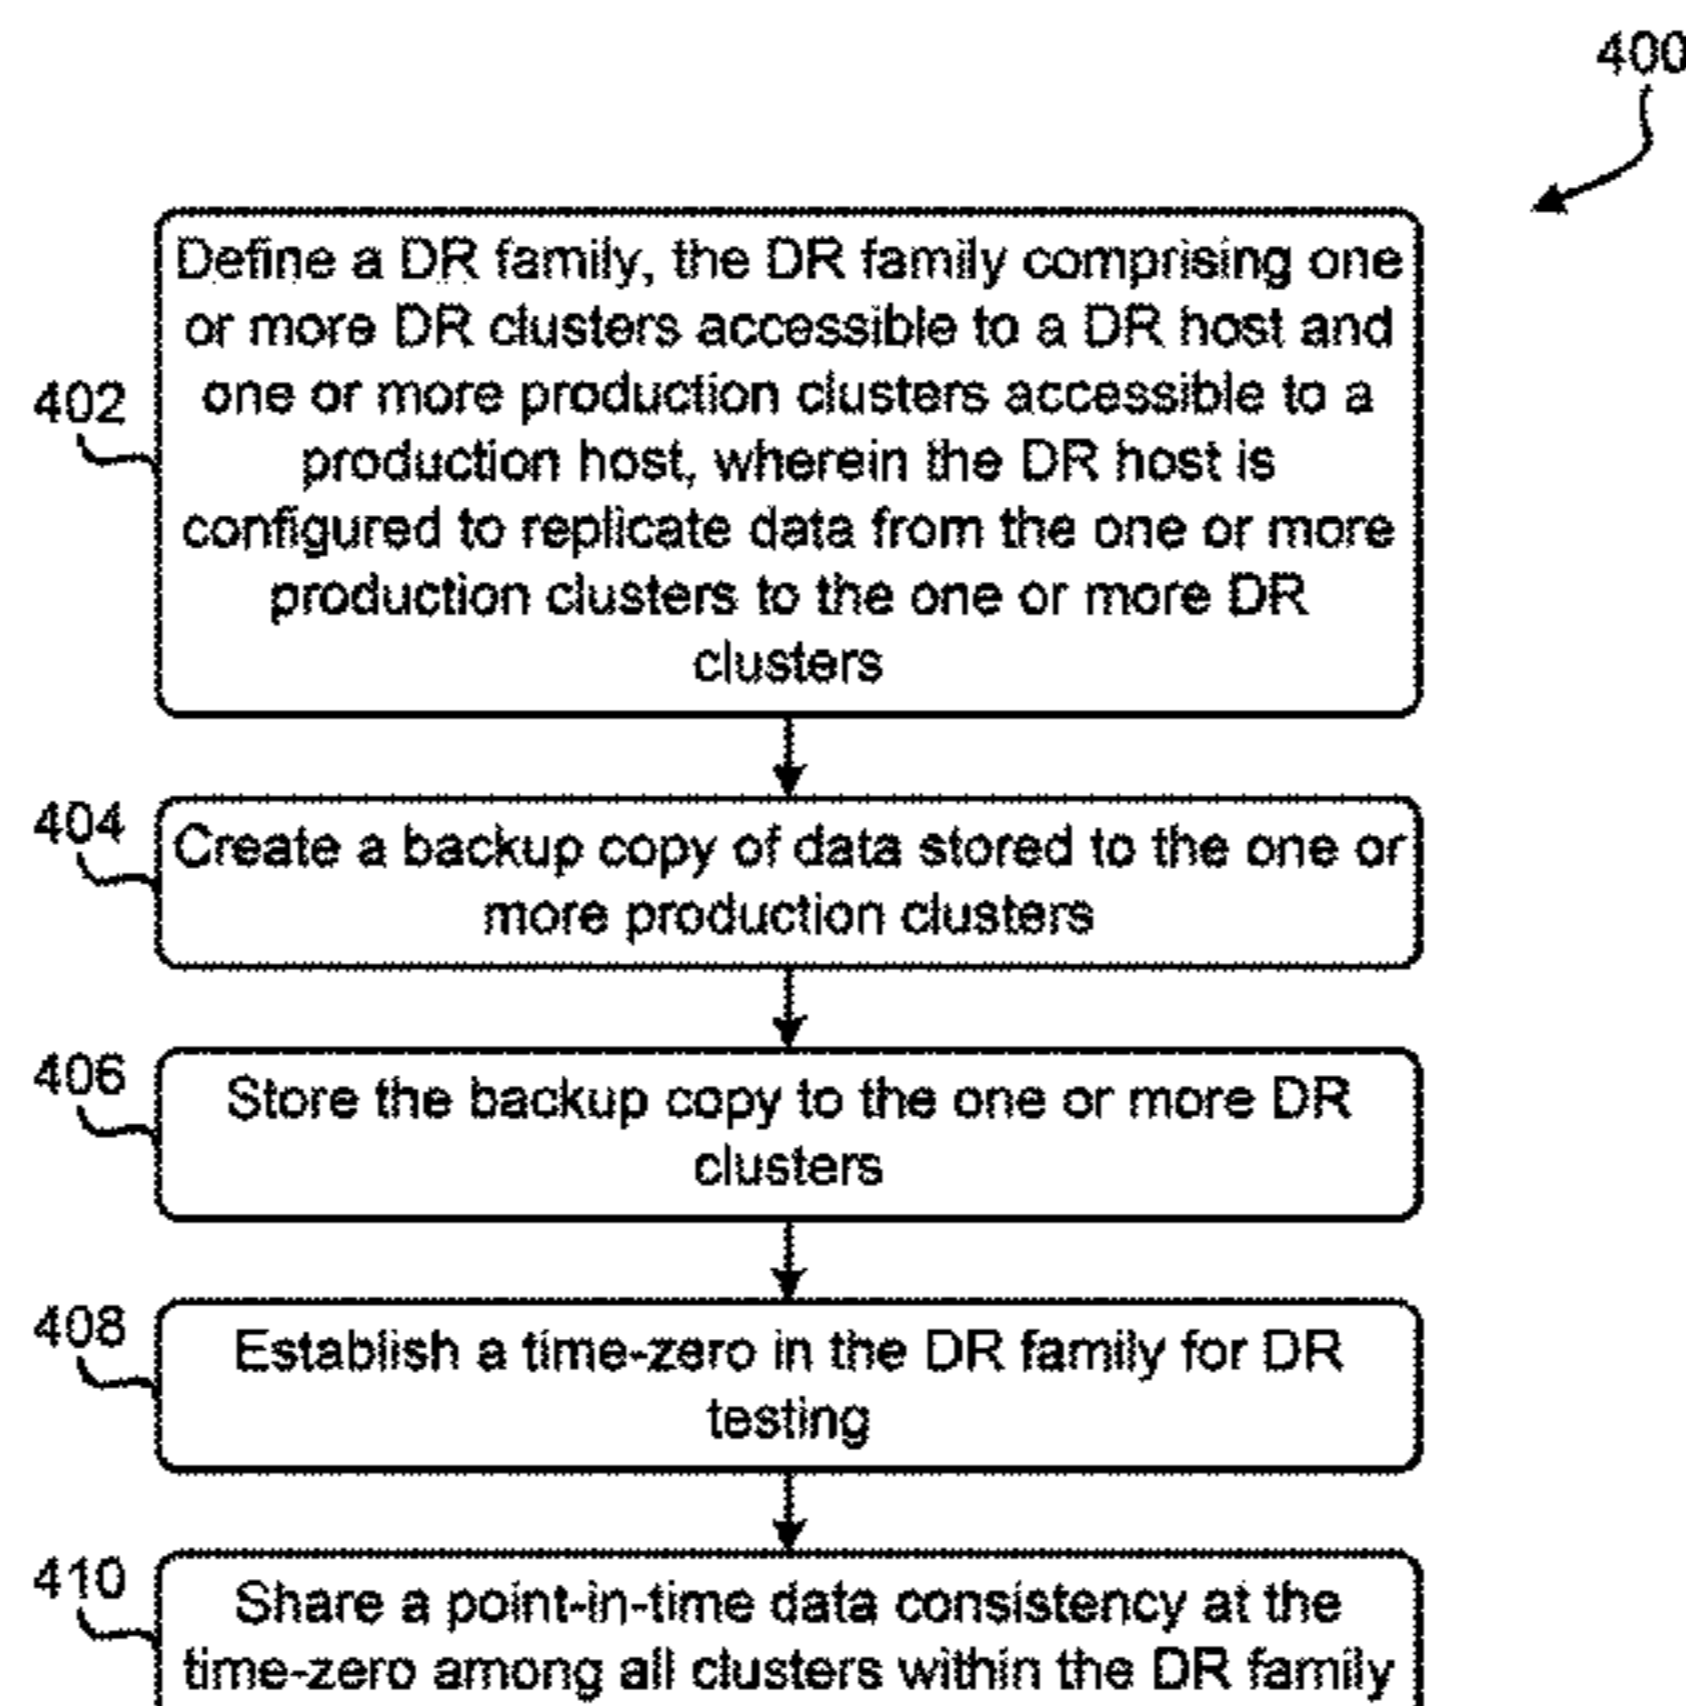 400
Define a DR family, the DR family comprising one
or more DR clusters accessible to a DR host and
402
one or more production clusters accessible to a
production host, wherein the DR host is
configured to replicate data from the one or more
production clusters to the one or more DR
clusters
404
Create a backup copy of data stored to the one or
more production clusters
406
Store the backup copy to the one or more DR
clusters
408
Establish a time-zero in the DR family for DR
testing
410
Share a point-in-time data consistency at the
time-zero among all clusters within the DR family